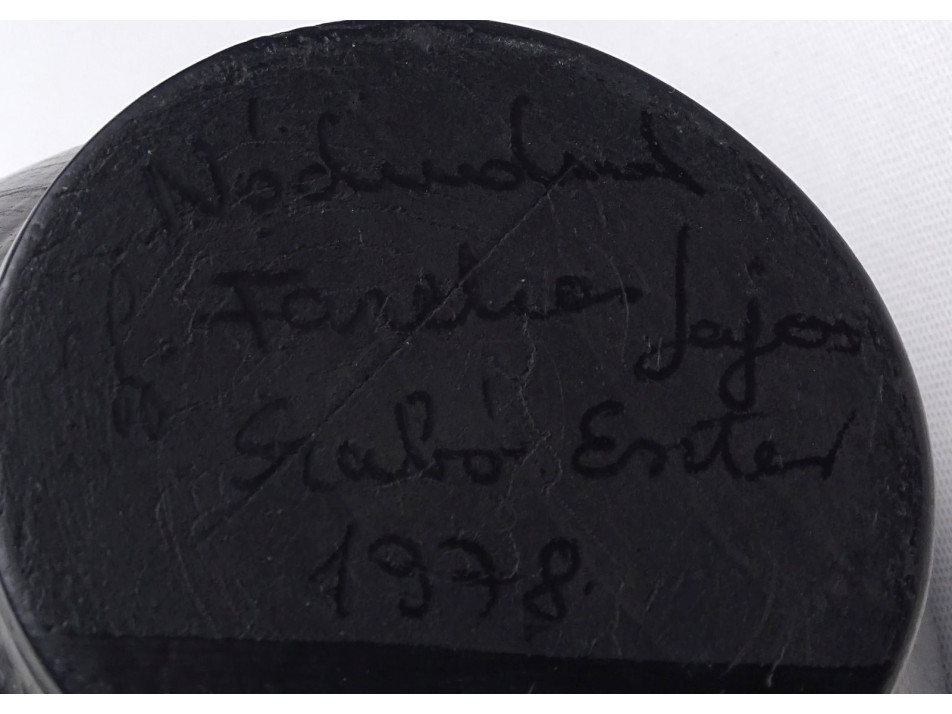 Nádudvar
i. Fazekas Lajos
n. Szabó Eszter
1978.